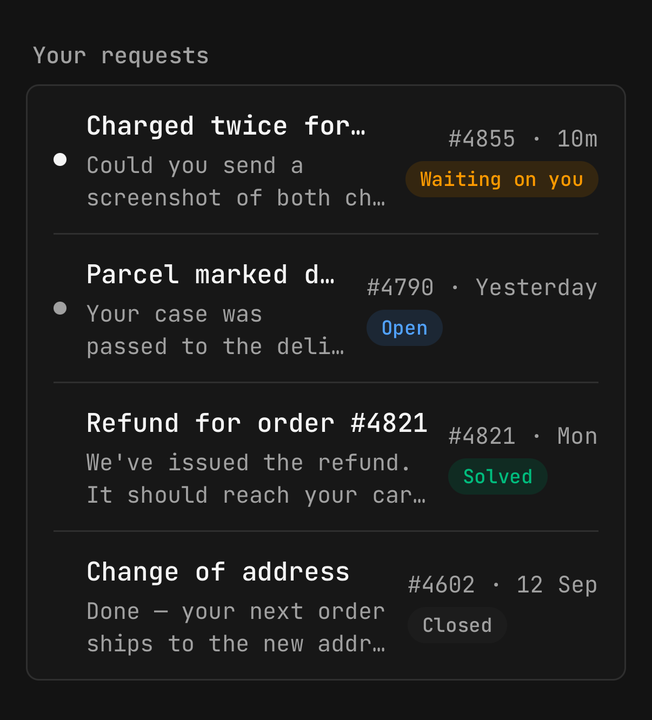 Your requests
Charged twice for…
#4855 · 10m
Could you send a
screenshot of both ch…
Waiting on you
Parcel marked d…
#4790 · Yesterday
Your case was
passed to the deli…
Open
Refund for order #4821
#4821 · Mon
We've issued the refund.
It should reach your car…
Solved
Change of address
#4602 · 12 Sep
Done — your next order
ships to the new addr…
Closed